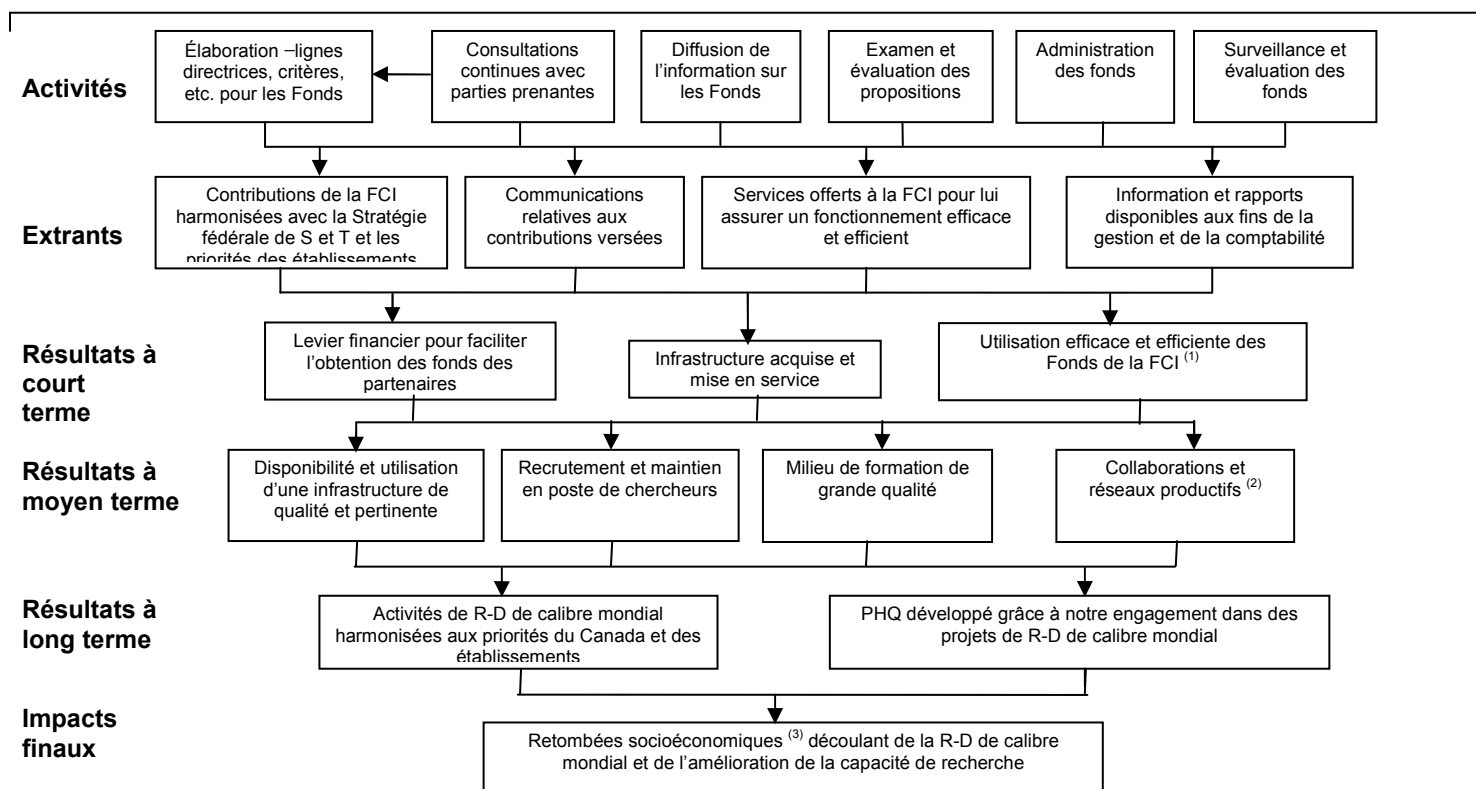 Activités
Élaboration –lignes
directrices, critères,
etc. pour les Fonds
Consultations
continues avec
parties prenantes
Diffusion de
l’information sur
les Fonds
Examen et
évaluation des
propositions
Administration
des fonds
Surveillance et
évaluation des
fonds
Extrants
Contributions de la FCI
harmonisées avec la Stratégie
fédérale de S et T et les
priorités des établissements
Communications
relatives aux
contributions versées
Services offerts à la FCI pour lui
assurer un fonctionnement efficace
et efficient
Information et rapports
disponibles aux fins de la
gestion et de la comptabilité
Résultats à
court
terme
Levier financier pour faciliter
l’obtention des fonds des
partenaires
Infrastructure acquise et
mise en service
Utilisation efficace et efficiente des
Fonds de la FCI (1)
Résultats à
moyen terme
Disponibilité et utilisation
d’une infrastructure de
qualité et pertinente
Recrutement et maintien
en poste de chercheurs
Milieu de formation de
grande qualité
Collaborations et
réseaux productifs (2)
Résultats à
long terme
Activités de R-D de calibre mondial
harmonisées aux priorités du Canada et des
établissements
PHQ développé grâce à notre engagement dans des
projets de R-D de calibre mondial
Impacts
finaux
Retombées socioéconomiques (3) découlant de la R-D de calibre
mondial et de l’amélioration de la capacité de recherche